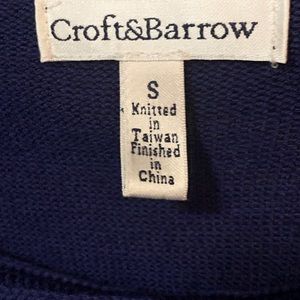 Croft&Barrow
S
Knitted
in
Taiwan
Finished
in
China